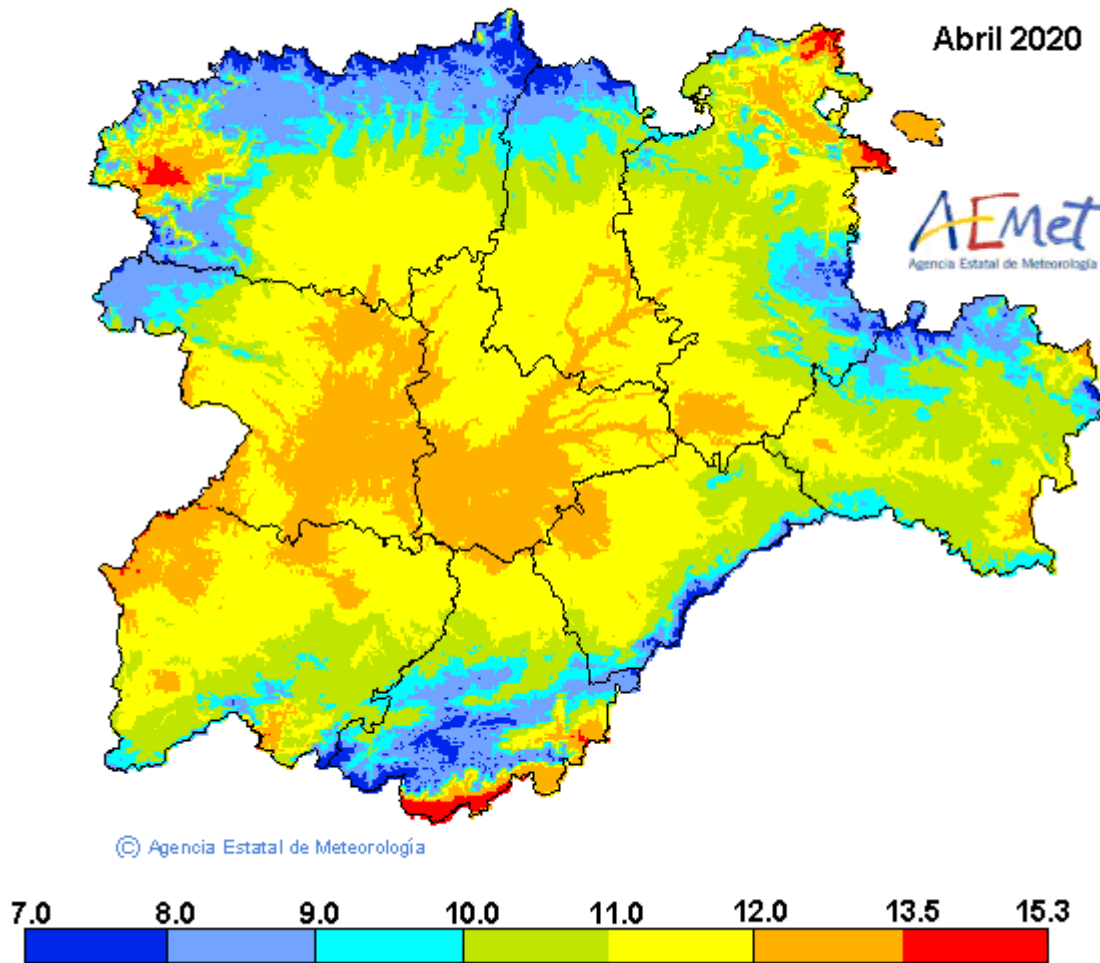 Abril 2020
AEMet
Agencia Estatal de Meteorología
© Agencia Estatal de Meteorología
7.0 8.0 9.0 10.0 11.0 12.0 13.5 15.3